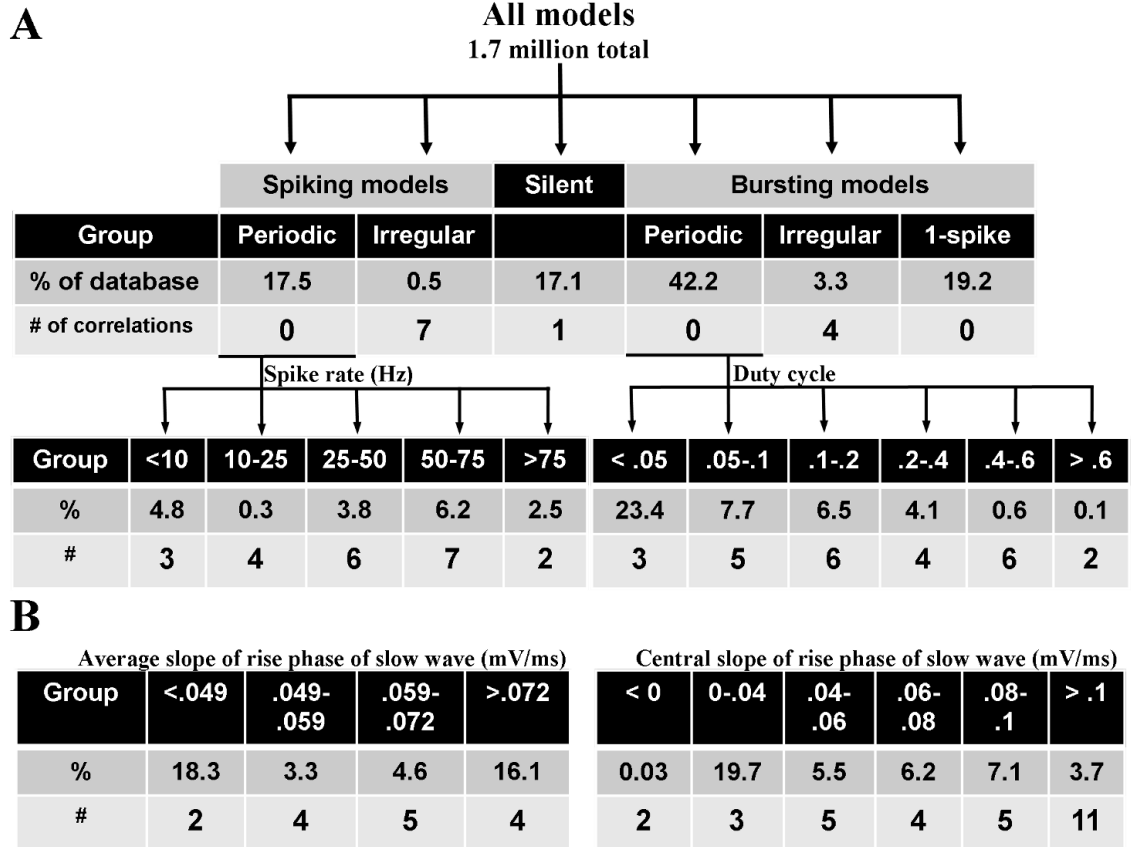 A
All models
1.7 million total
Spiking models Silent Bursting models
Group Periodic Irregular Periodic Irregular 1-spike
% of database 17.5 0.5 17.1 42.2 3.3 19.2
# of correlations 0 7 1 0 4 0
Spike rate (Hz) Duty cycle
Group <10 10-25 25-50 50-75 >75 < .05 .05-.1 .1-.2 .2-.4 .4-.6 > .6
% 4.8 0.3 3.8 6.2 2.5 23.4 7.7 6.5 4.1 0.6 0.1
# 3 4 6 7 2 3 5 6 4 6 2
B
Average slope of rise phase of slow wave (mV/ms) Central slope of rise phase of slow wave (mV/ms)
Group <.049 .049- .059- >.072 < 0 0-.04 .04- .06- .08- > .1
.059 .072 .06 .08 .1
% 18.3 3.3 4.6 16.1 0.03 19.7 5.5 6.2 7.1 3.7
# 2 4 5 4 2 3 5 4 5 11